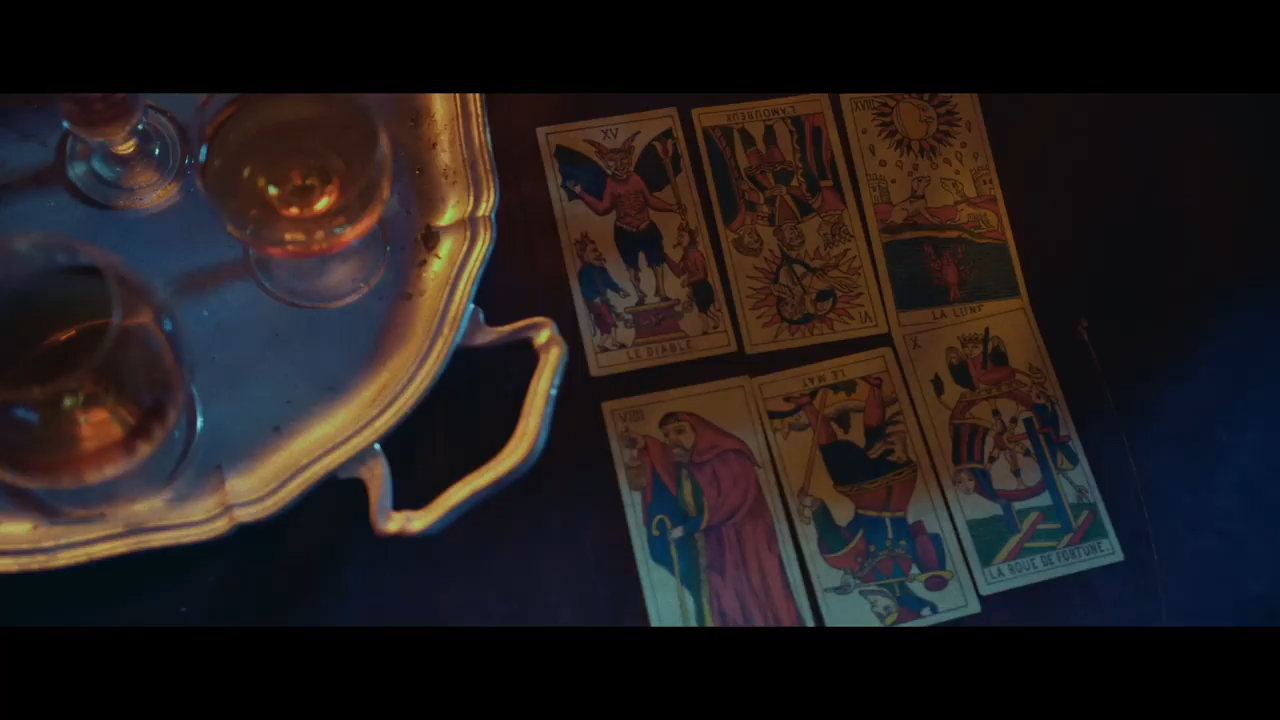 XV
LE DIABLE
L'AMOUREUX
VI
XVIII
LA LUNE
VIIII
LE MAT
X
LA ROUE DE FORTUNE.